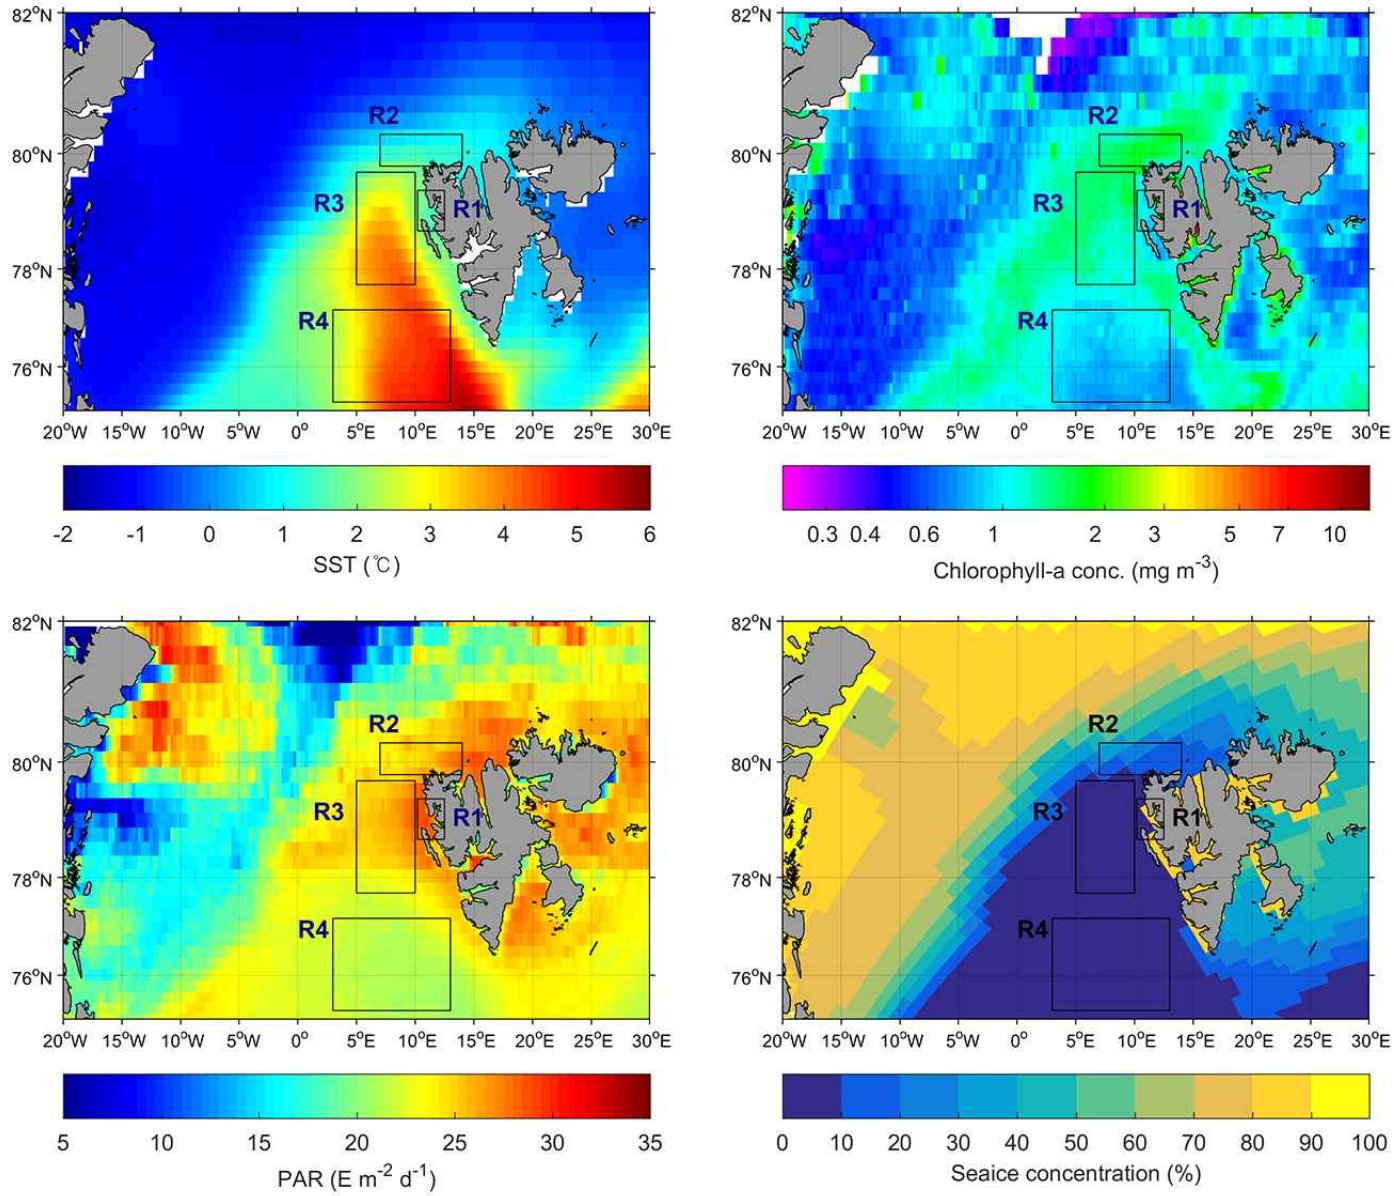 82°N
80°N
78°N
76°N
R2
R3
R1
R4
20°W 15°W 10°W 5°W 0° 5°E 10°E 15°E 20°E 25°E 30°E
-2 -1 0 1 2 3 4 5 6
SST (℃)
82°N
80°N
78°N
76°N
R2
R3
R1
R4
20°W 15°W 10°W 5°W 0° 5°E 10°E 15°E 20°E 25°E 30°E
0.3 0.4 0.6 1 2 3 5 7 10
Chlorophyll-a conc. (mg m⁻³)
82°N
80°N
78°N
76°N
R2
R3
R1
R4
20°W 15°W 10°W 5°W 0° 5°E 10°E 15°E 20°E 25°E 30°E
5 10 15 20 25 30 35
PAR (E m⁻² d⁻¹)
82°N
80°N
78°N
76°N
R2
R3
R1
R4
20°W 15°W 10°W 5°W 0° 5°E 10°E 15°E 20°E 25°E 30°E
0 10 20 30 40 50 60 70 80 90 100
Seaice concentration (%)